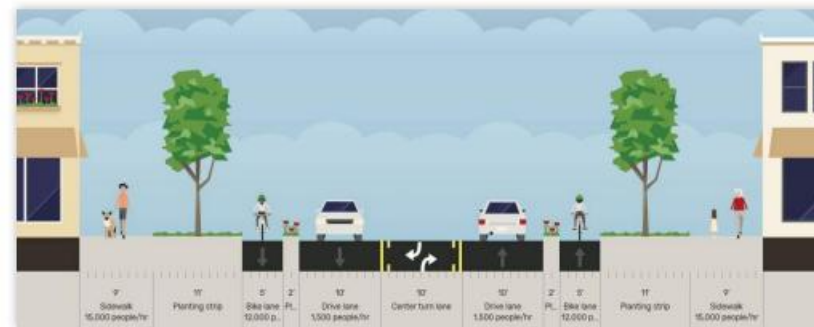 9' 11' 5' 2' 10' 10' 10' 2' 5' 11' 9'
Sidewalk Planting strip Bike lane PL... Drive lane Center turn lane Drive lane PL... Bike lane Planting strip Sidewalk
15,000 people/hr 12,000 p... 1,500 people/hr 1,500 people/hr 12,000 p... 15,000 people/hr